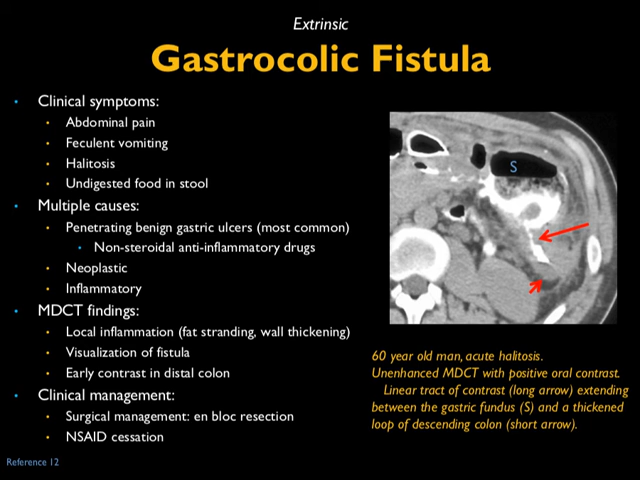 Extrinsic
Gastrocolic Fistula
• Clinical symptoms:
• Abdominal pain
• Feculent vomiting
• Halitosis
• Undigested food in stool
• Multiple causes:
• Penetrating benign gastric ulcers (most common)
• Non-steroidal anti-inflammatory drugs
• Neoplastic
• Inflammatory
• MDCT findings:
• Local inflammation (fat stranding, wall thickening)
• Visualization of fistula
• Early contrast in distal colon
• Clinical management:
• Surgical management: en bloc resection
• NSAID cessation
S
60 year old man, acute halitosis.
Unenhanced MDCT with positive oral contrast.
Linear tract of contrast (long arrow) extending
between the gastric fundus (S) and a thickened
loop of descending colon (short arrow).
Reference 12